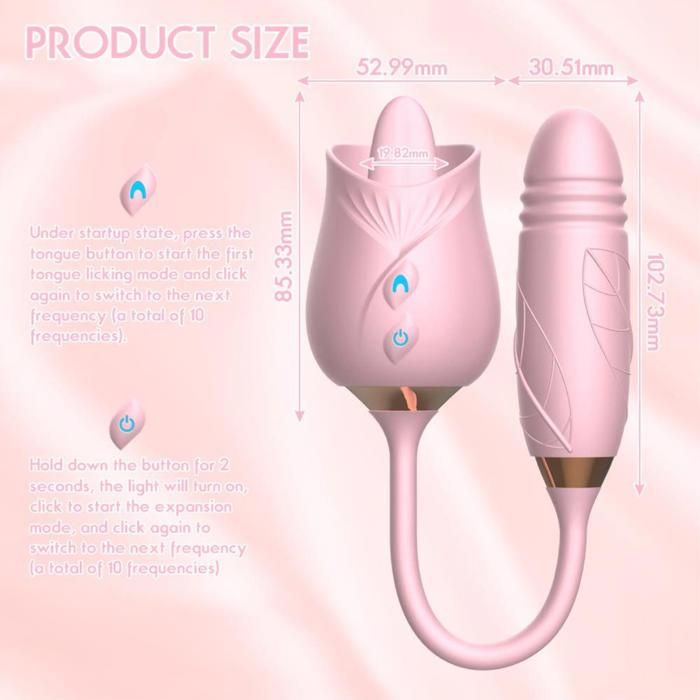 PRODUCT SIZE
52.99mm
30.51mm
19.82mm
85.33mm
102.73mm
Under startup state, press the
tongue button to start the first
tongue licking mode and click
again to switch to the next
frequency (a total of 10
frequencies).
Hold down the button for 2
seconds, the light will turn on,
click to start the expansion
mode, and click again to
switch to the next frequency
(a total of 10 frequencies)